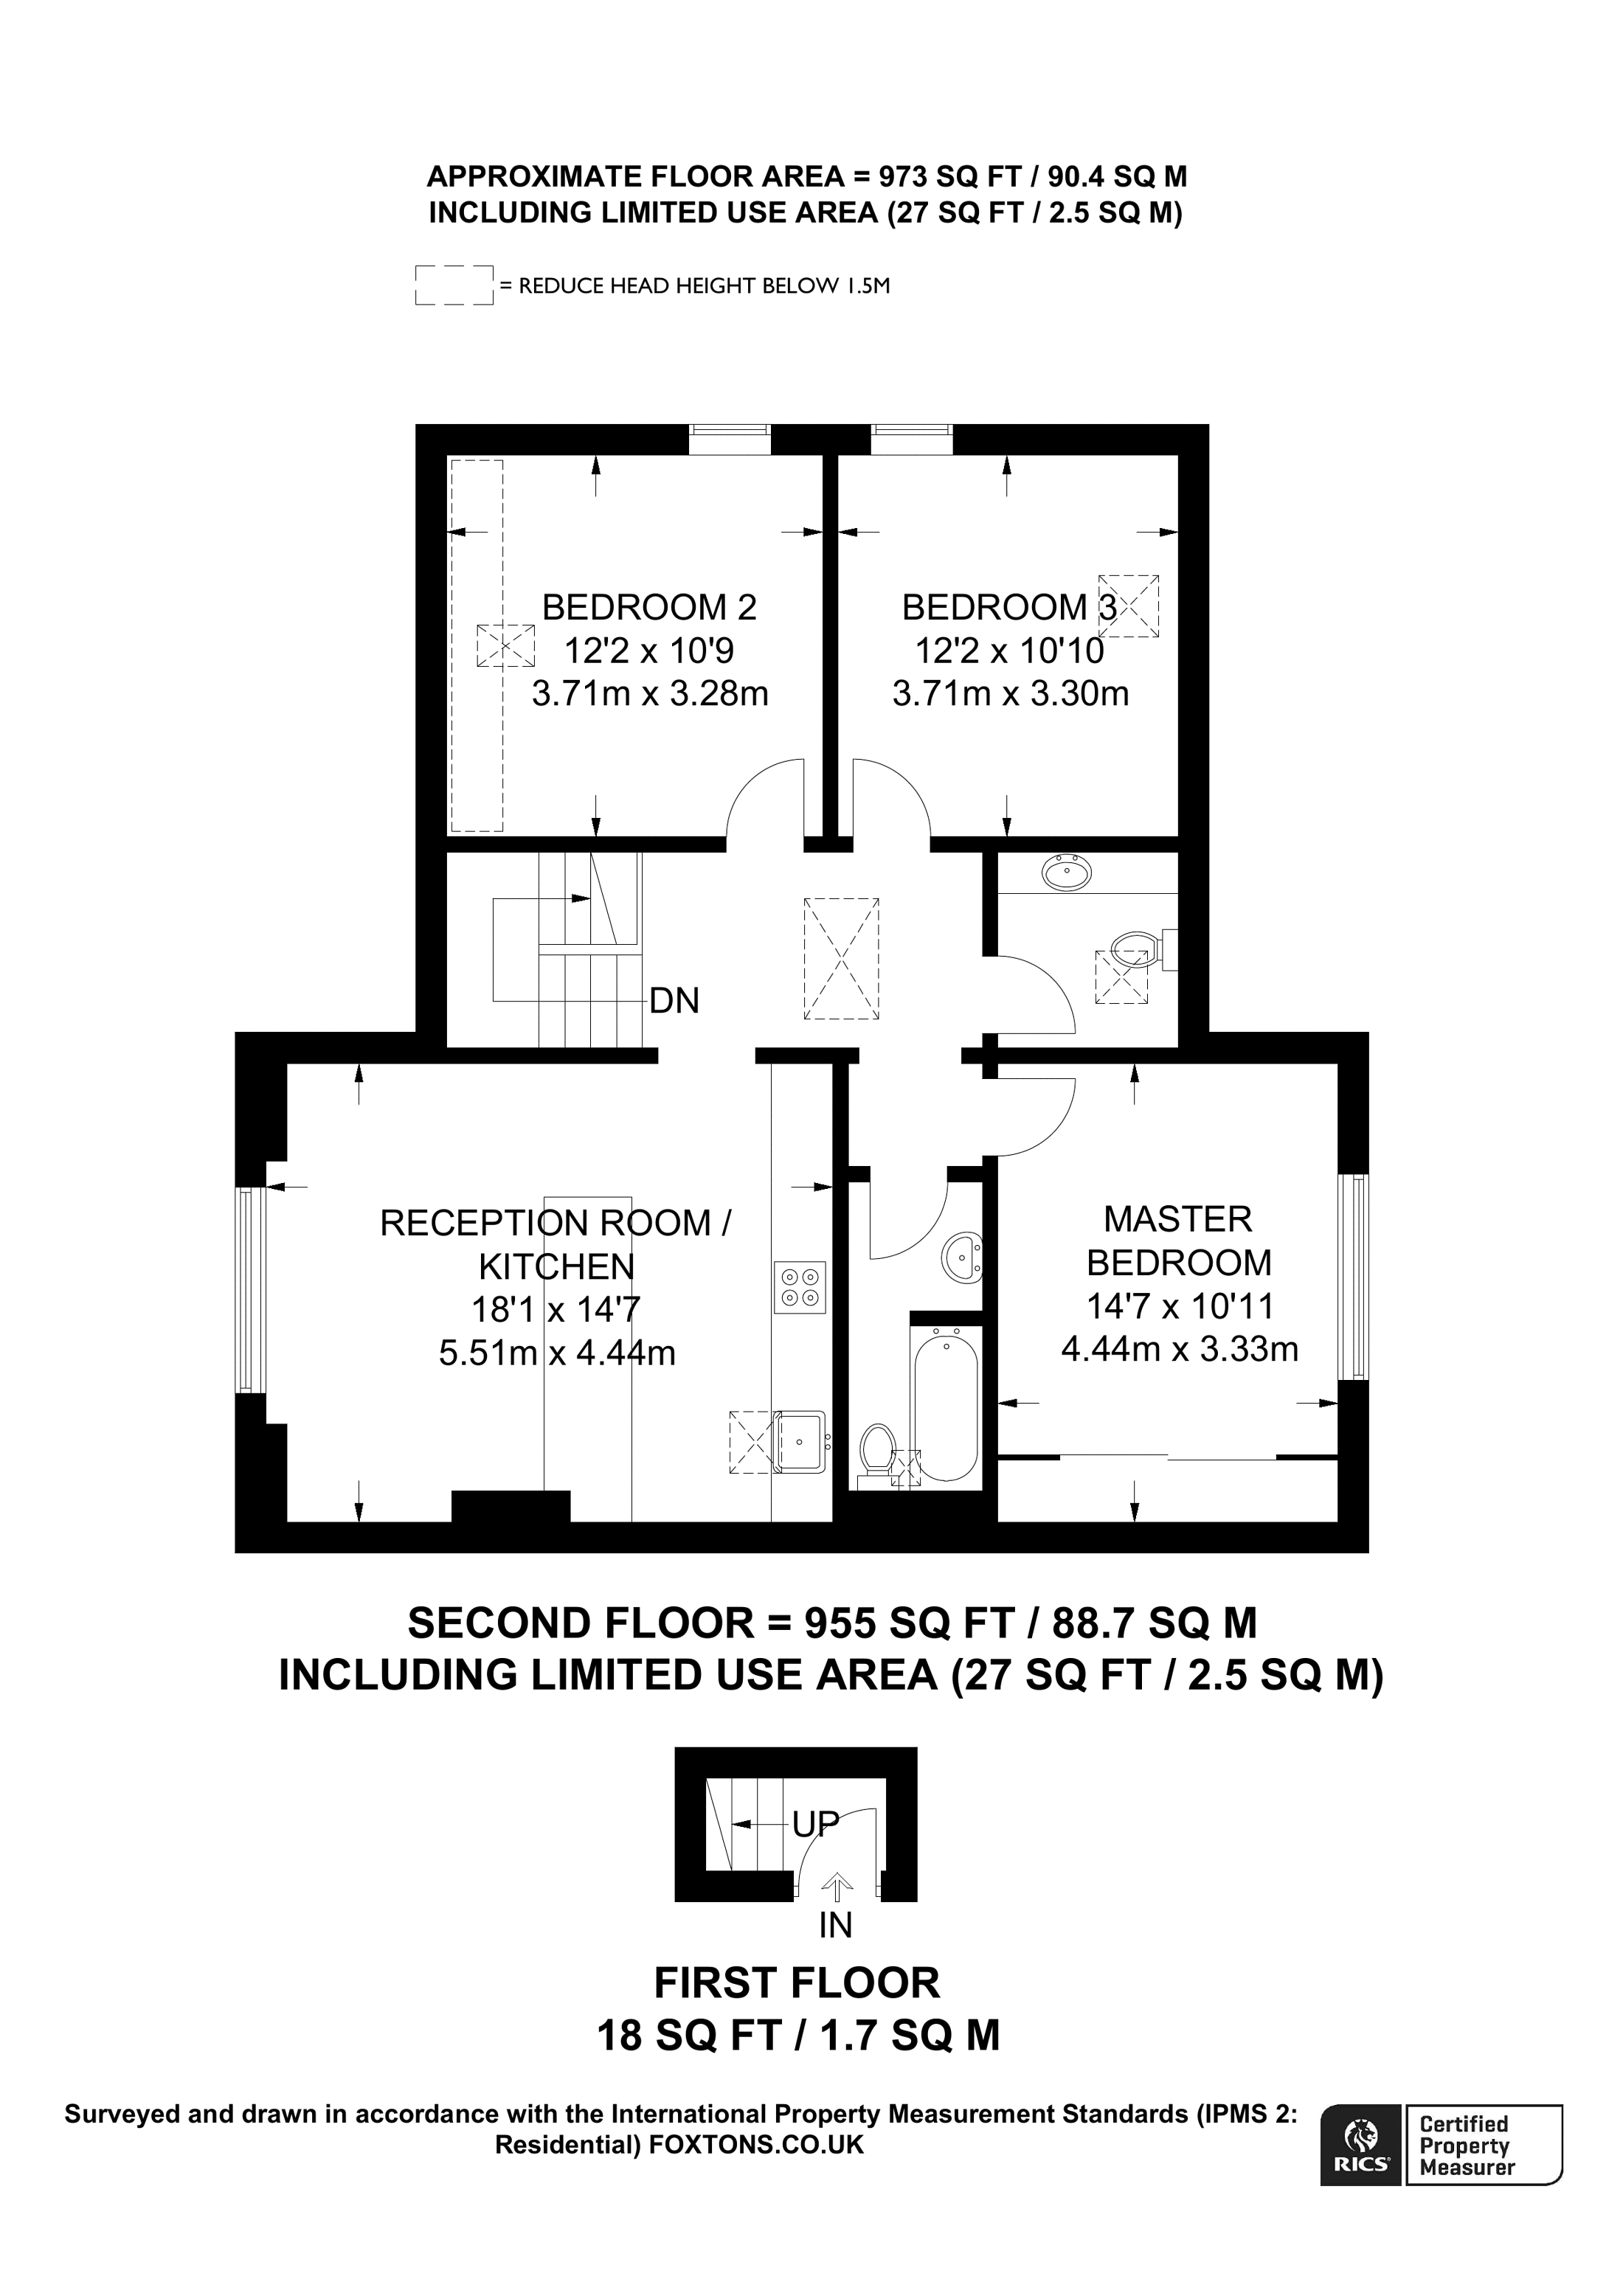 APPROXIMATE FLOOR AREA = 973 SQ FT / 90.4 SQ M
INCLUDING LIMITED USE AREA (27 SQ FT / 2.5 SQ M)
= REDUCE HEAD HEIGHT BELOW 1.5M
BEDROOM 2
12'2 x 10'9
3.71m x 3.28m
BEDROOM 3
12'2 x 10'10
3.71m x 3.30m
DN
RECEPTION ROOM /
KITCHEN
18'1 x 14'7
5.51m x 4.44m
MASTER
BEDROOM
14'7 x 10'11
4.44m x 3.33m
SECOND FLOOR = 955 SQ FT / 88.7 SQ M
INCLUDING LIMITED USE AREA (27 SQ FT / 2.5 SQ M)
UP
IN
FIRST FLOOR
18 SQ FT / 1.7 SQ M
Surveyed and drawn in accordance with the International Property Measurement Standards (IPMS 2:
Residential) FOXTONS.CO.UK
RICS®
Certified
Property
Measurer